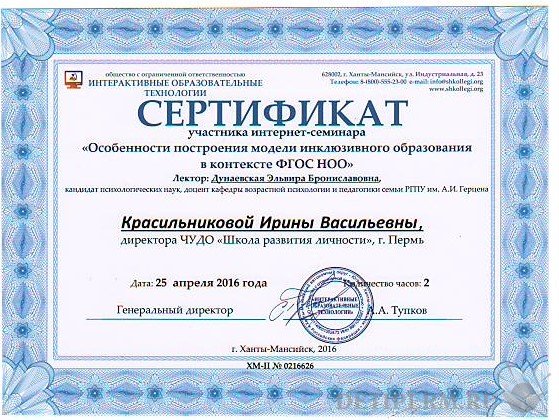 общество с ограниченной ответственностью
ИНТЕРАКТИВНЫЕ ОБРАЗОВАТЕЛЬНЫЕ
ТЕХНОЛОГИИ
628002, г. Ханты-Мансийск, ул. Индустриальная, д. 23
Телефон: 8-(800)-555-23-00 e-mail: info@shkollegi.org
www.shkollegi.org
СЕРТИФИКАТ
участника интернет-семинара
«Особенности построения модели инклюзивного образования
в контексте ФГОС НОО»
Лектор: Дунаевская Эльвира Брониславовна,
кандидат психологических наук, доцент кафедры возрастной психологии и педагогики семьи РГПУ им. А.И. Герцена
Красильниковой Ирины Васильевны,
директора ЧУДО «Школа развития личности», г. Пермь
Дата: 25 апреля 2016 года
Количество часов: 2
ИНТЕРАКТИВНЫЕ
ОБРАЗОВАТЕЛЬНЫЕ
ТЕХНОЛОГИИ
Генеральный директор
А.А. Тупков
г. Ханты-Мансийск, 2016
ХМ-II № 0216626